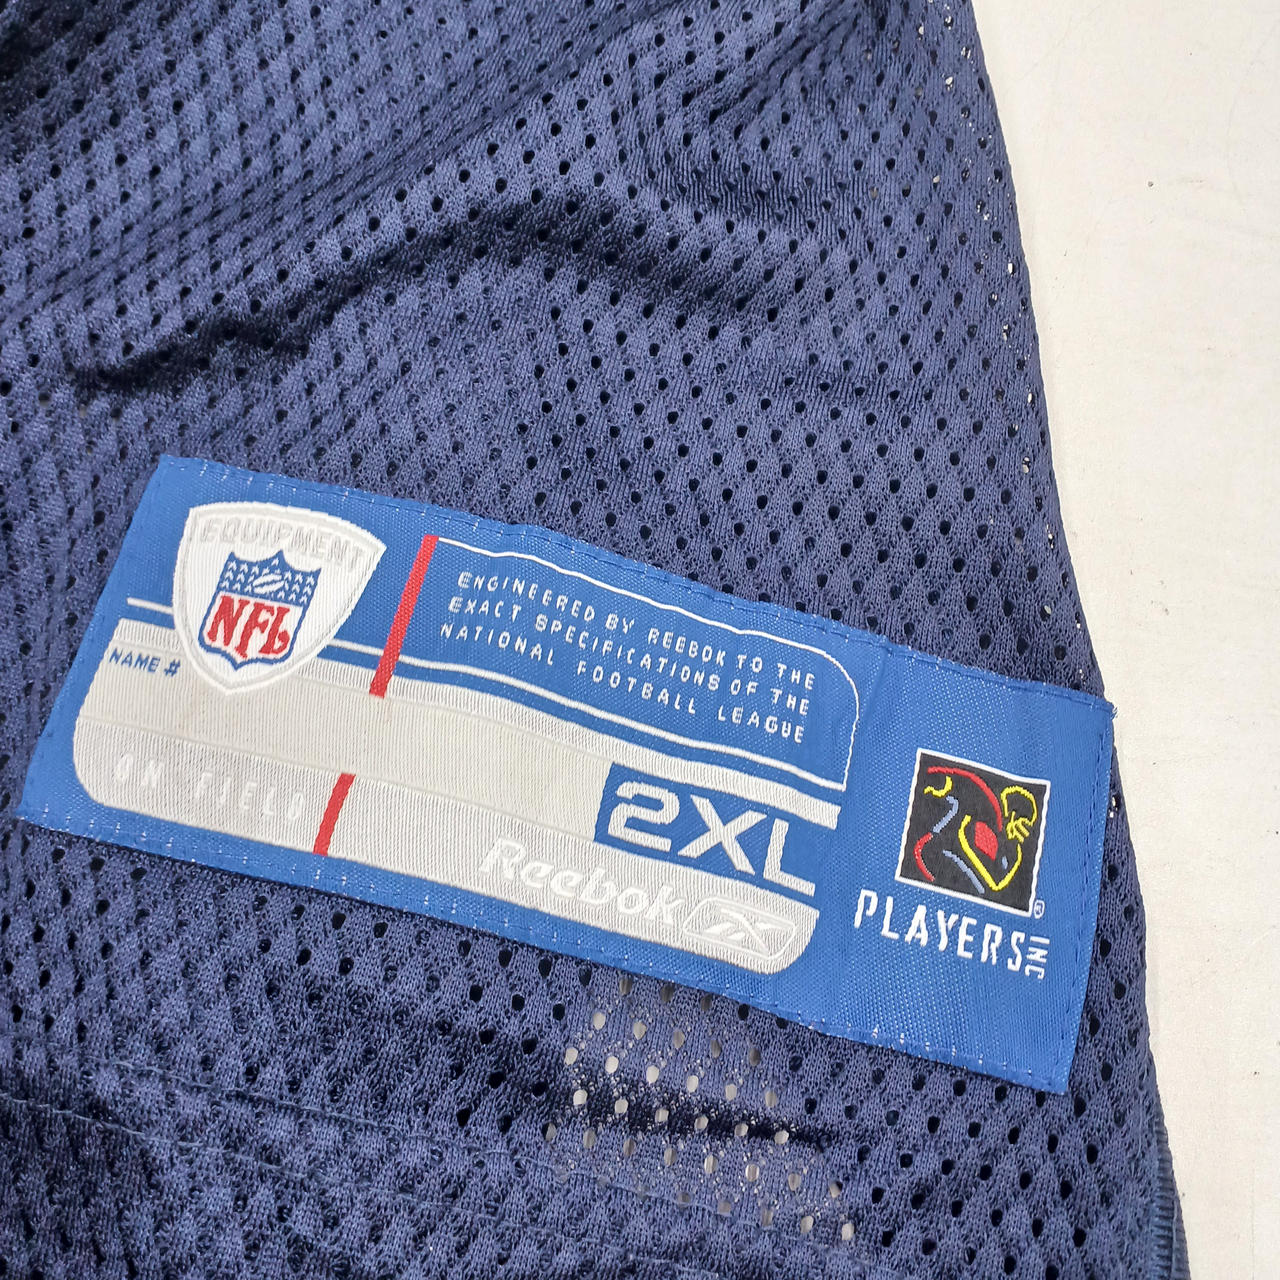 EQUIPMENT
NFL
NAME #
ENGINEERED BY REEBOK TO THE
EXACT SPECIFICATIONS OF THE
NATIONAL FOOTBALL LEAGUE
ON FIELD
2XL
Reebok
PLAYERS INC
®